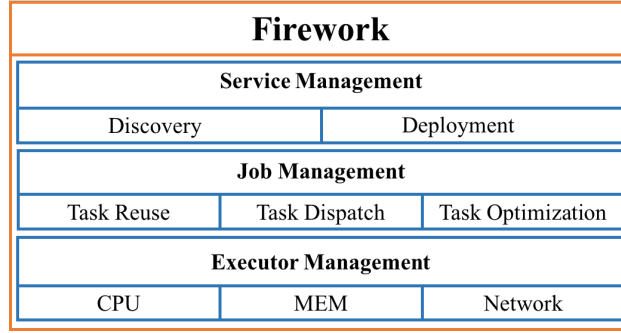 Firework
Service Management
Discovery Deployment
Job Management
Task Reuse Task Dispatch Task Optimization
Executor Management
CPU MEM Network